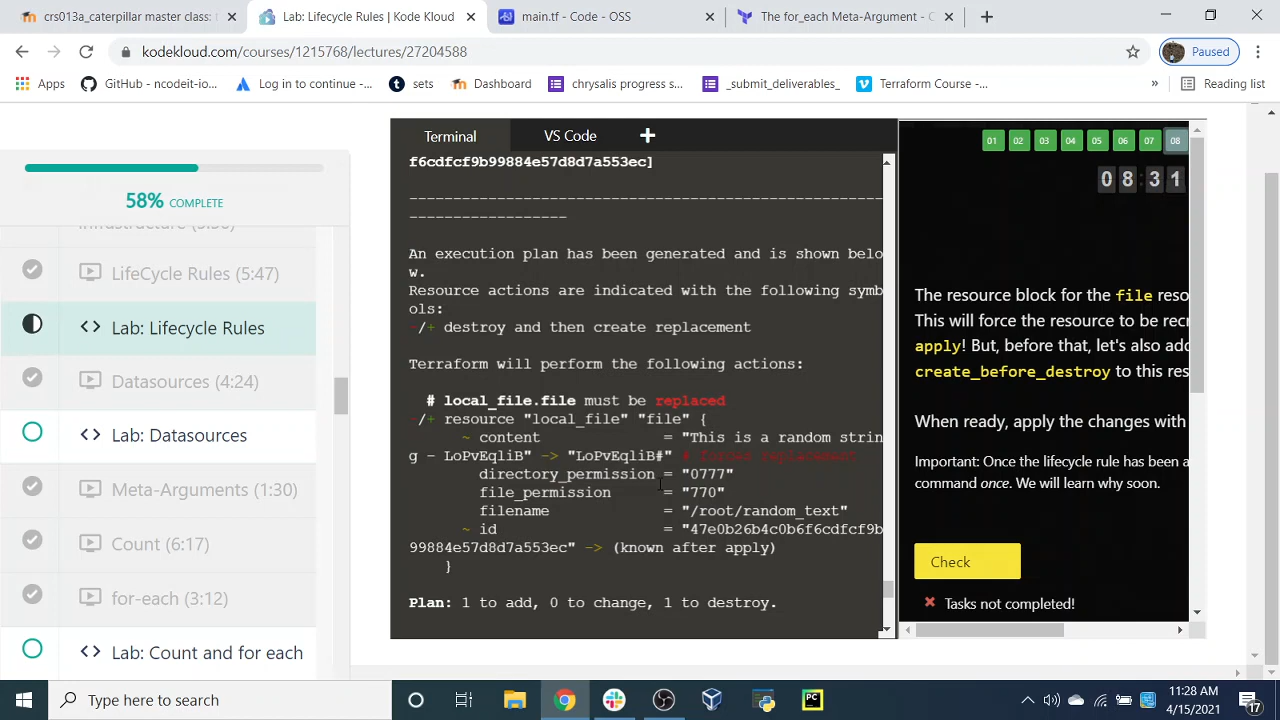 crs013a_caterpillar master class: t
Lab: Lifecycle Rules | Kode Kloud
main.tf - Code - OSS
The for_each Meta-Argument - C
kodekloud.com/courses/1215768/lectures/27204588
Paused
Apps
GitHub - ncodeit-io...
Log in to continue -...
sets
Dashboard
chrysalis progress s...
_submit_deliverables_
Terraform Course -...
»
Reading list
58% COMPLETE
LifeCycle Rules (5:47)
<> Lab: Lifecycle Rules
Datasources (4:24)
<> Lab: Datasources
Meta-Arguments (1:30)
Count (6:17)
for-each (3:12)
<> Lab: Count and for each
Terminal
VS Code
+
f6cdfcf9b99884e57d8d7a553ec]
------------------------------------------------------
------------------
An execution plan has been generated and is shown belo
w.
Resource actions are indicated with the following symb
ols:
-/+ destroy and then create replacement
Terraform will perform the following actions:
# local_file.file must be replaced
-/+ resource "local_file" "file" {
~ content = "This is a random strin
g - LoPvEqliB" -> "LoPvEqliB#" # forces replacement
directory_permission = "0777"
file_permission = "770"
filename = "/root/random_text"
~ id = "47e0b26b4c0b6f6cdfcf9b
99884e57d8d7a553ec" -> (known after apply)
}
Plan: 1 to add, 0 to change, 1 to destroy.
01 02 03 04 05 06 07 08
08:31
The resource block for the file reso
This will force the resource to be recr
apply! But, before that, let's also ad
create_before_destroy to this res
When ready, apply the changes with
Important: Once the lifecycle rule has been a
command once. We will learn why soon.
Check
Tasks not completed!
Type here to search
PC
11:28 AM
4/15/2021
17